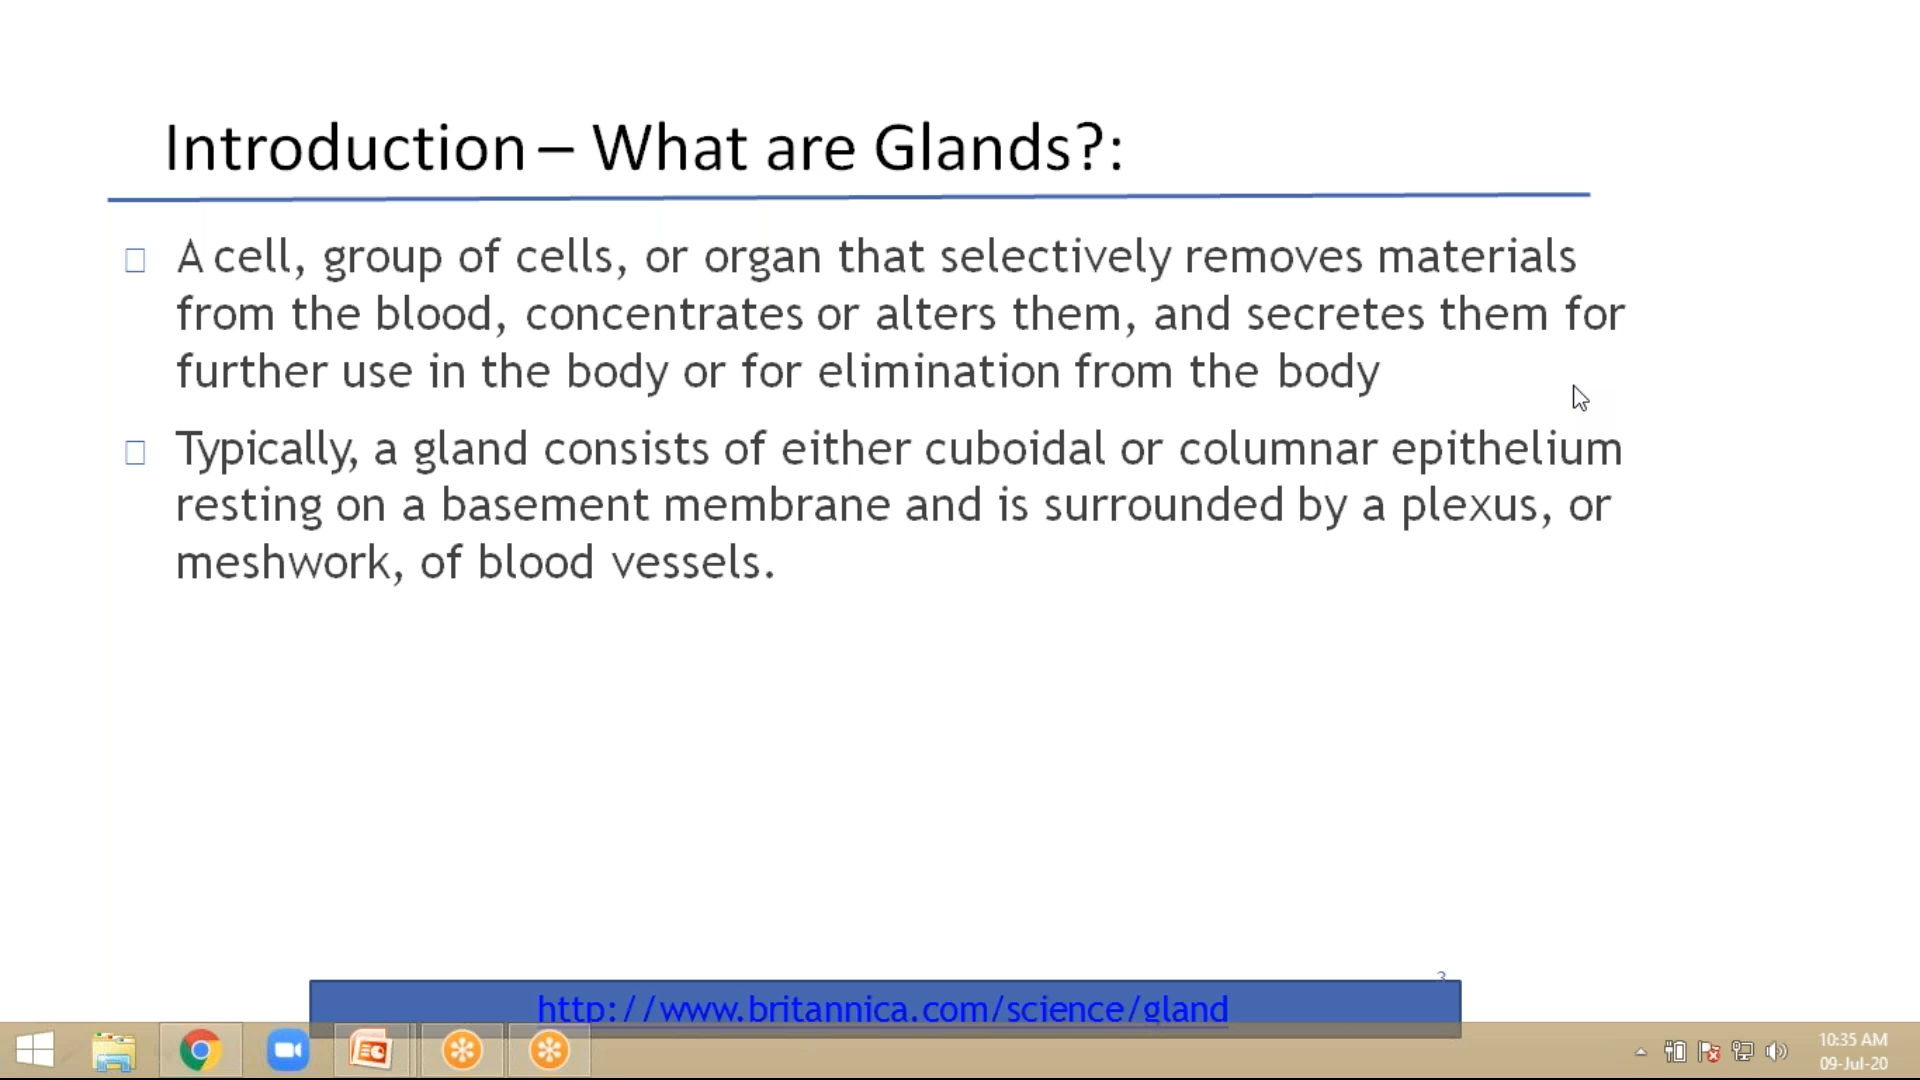 Introduction – What are Glands?:
A cell, group of cells, or organ that selectively removes materials
from the blood, concentrates or alters them, and secretes them for
further use in the body or for elimination from the body
Typically, a gland consists of either cuboidal or columnar epithelium
resting on a basement membrane and is surrounded by a plexus, or
meshwork, of blood vessels.
3
http://www.britannica.com/science/gland
10:35 AM
09-Jul-20